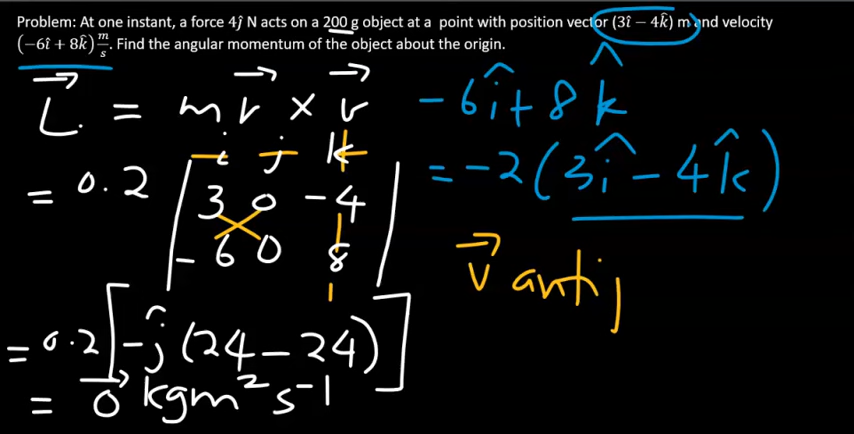 Problem: At one instant, a force 4ĵ N acts on a 200 g object at a point with position vector (3î − 4k̂) m and velocity
(−6î + 8k̂) m/s. Find the angular momentum of the object about the origin.
L⃗ = m r⃗ × v⃗
= 0.2 | i j k
3 0 -4
-6 0 8 |
= 0.2 [-ĵ (24 - 24)]
= 0⃗ kgm²s⁻¹
-6î + 8k̂
= -2(3î - 4k̂)
v⃗ anti